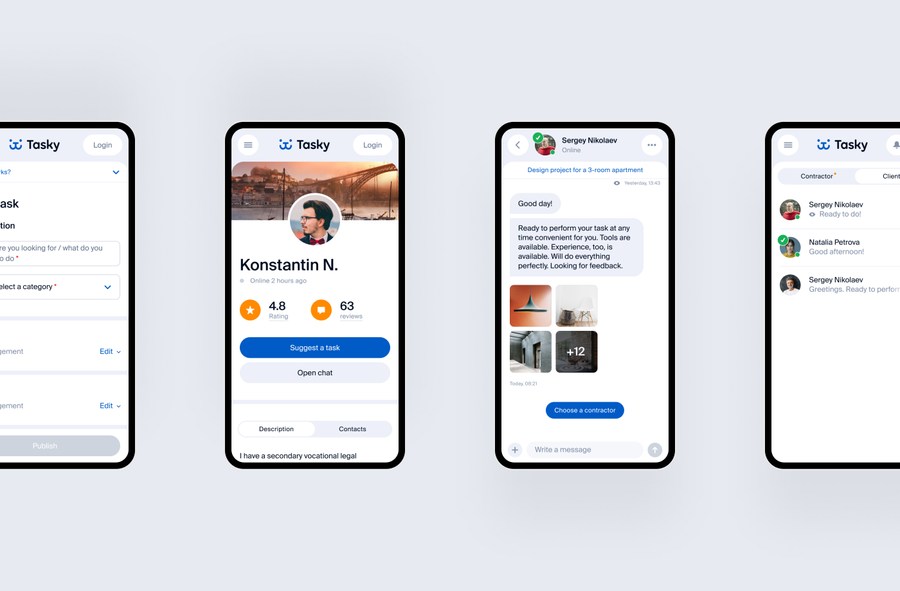 Tasky
Login
rks?
ask
tion
re you looking for / what do you
o do *
elect a category *
gement
Edit
gement
Edit
Publish
Tasky
Login
Konstantin N.
Online 2 hours ago
4.8
Rating
63
reviews
Suggest a task
Open chat
Description
Contacts
I have a secondary vocational legal
Sergey Nikolaev
Online
Design project for a 3-room apartment
Yesterday, 13:43
Good day!
Ready to perform your task at any
time convenient for you. Tools are
available. Experience, too, is
available. Will do everything
perfectly. Looking for feedback.
+12
Today, 09:21
Choose a contractor
Write a message
Tasky
Contractor
Client
Sergey Nikolaev
Ready to do!
Natalia Petrova
Good afternoon!
Sergey Nikolaev
Greetings. Ready to perfor